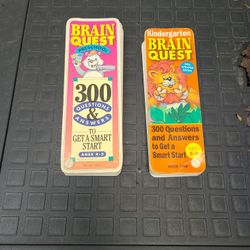 BRAIN
QUEST
PRESCHOOL
300
QUESTIONS
&
ANSWERS
TO
GET A SMART
START
AGES 4-5
Kindergarten
BRAIN
QUEST
300 Questions
and Answers
to Get a
Smart Start